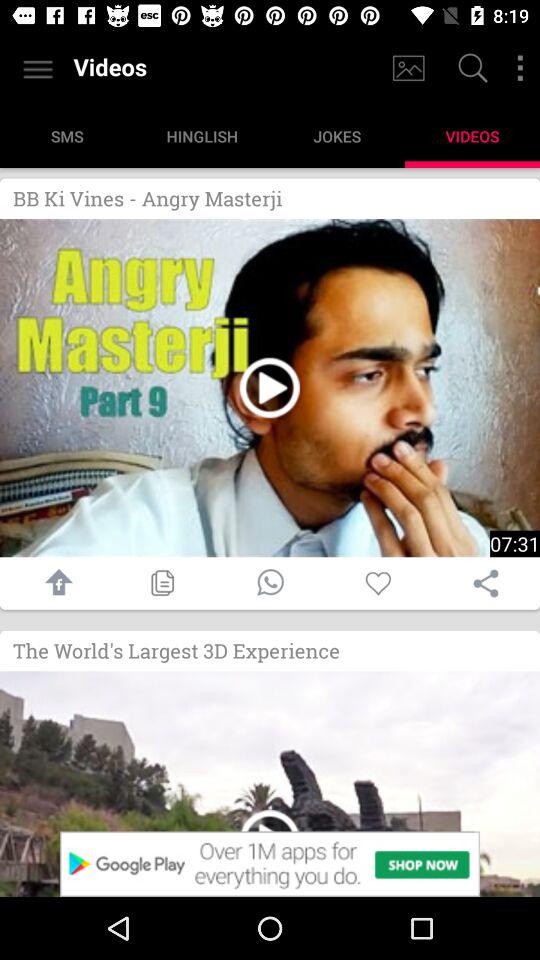 esc 8:19
Videos
SMS HINGLISH JOKES VIDEOS
BB Ki Vines - Angry Masterji
Angry
Masterji
Part 9
07:31
The World's Largest 3D Experience
Google Play
Over 1M apps for
everything you do.
SHOP NOW